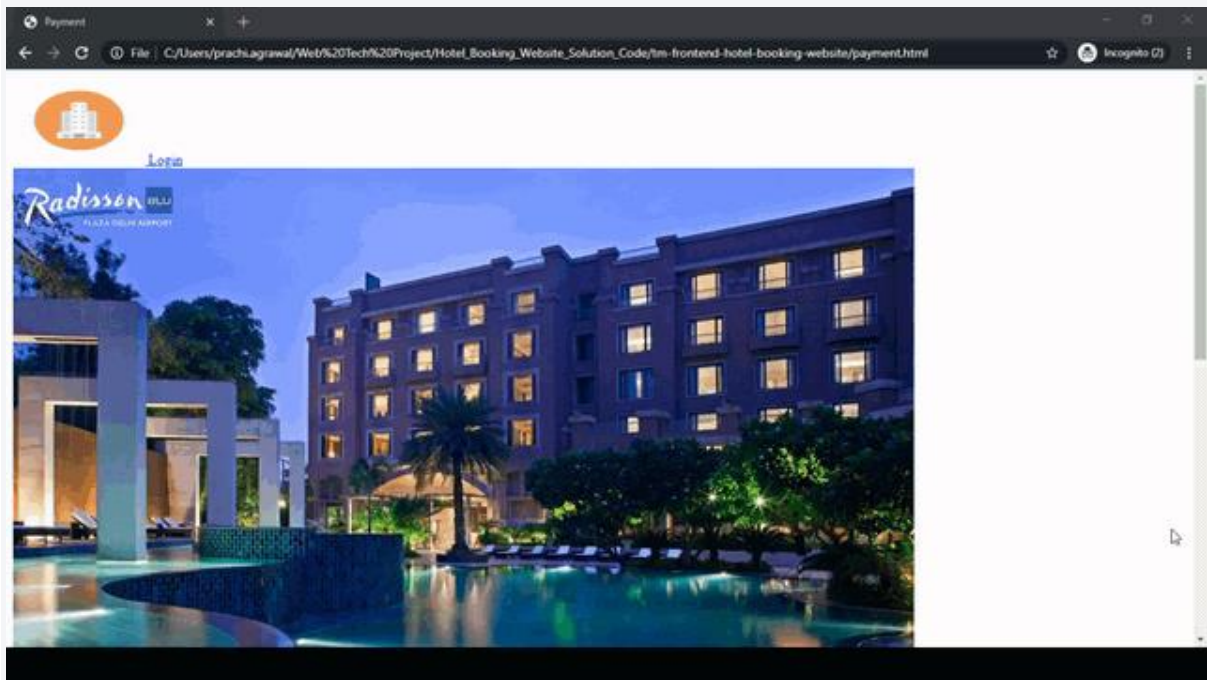 Payment
File C:/Users/prachi.agrawal/Web%20Tech%20Project/Hotel_Booking_Website_Solution_Code/tm-frontend-hotel-booking-website/payment.html Incognito (2)
Login
Radisson BLU
PLAZA DELHI AIRPORT